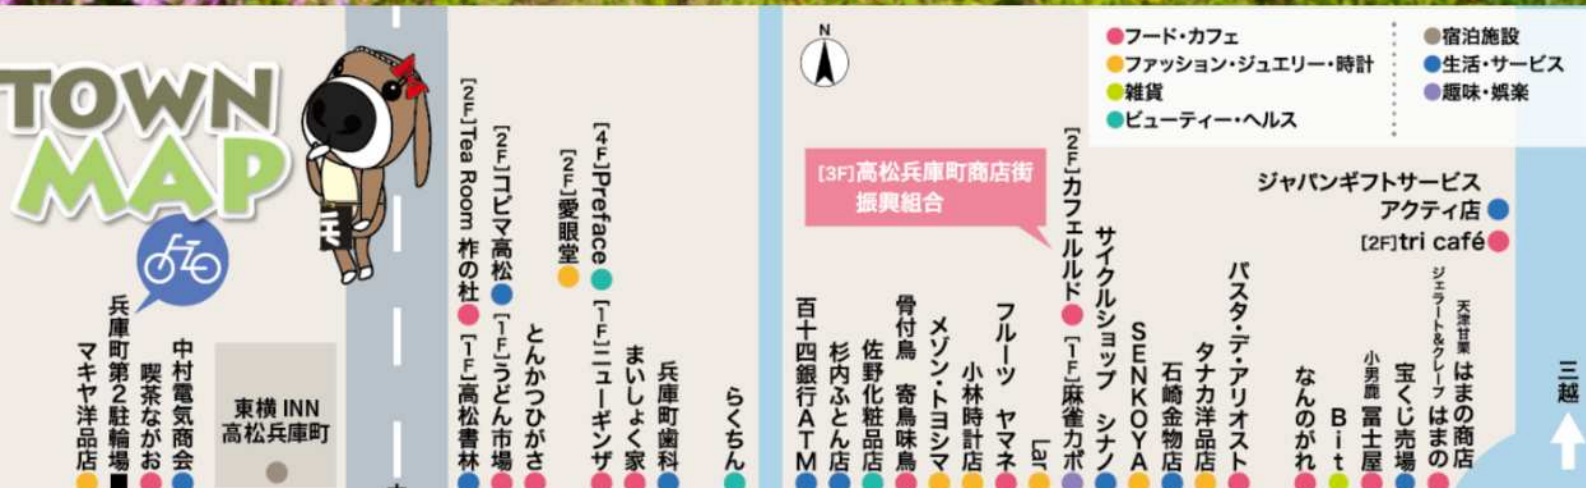 TOWN
MAP
兵
マキヤ洋品店
兵庫町第2駐輪場
喫茶ながお
中村電気商会
東横INN
高松兵庫町
[2F]Tea Room 柞の杜
[1F]高松書林
[2F]コピマ高松
[1F]うどん市場
とんかつひがさ
[2F]愛眼堂
[4F]Preface
[1F]ニューギンザ
まいしょく家
兵庫町歯科
らくちん
N
フード・カフェ
ファッション・ジュエリー・時計
雑貨
ビューティー・ヘルス
宿泊施設
生活・サービス
趣味・娯楽
[3F]高松兵庫町商店街
振興組合
百十四銀行ATM
杉内ふとん店
佐野化粧品店
骨付鳥 寄鳥味鳥
メゾン・トヨシマ
小林時計店
フルーツ ヤマネ
Lar
[2F]カフェルルド
[1F]麻雀カボ
サイクルショップ シナノ
SENKOYA
石崎金物店
タナカ洋品店
パスタ・デ・アリオスト
ジャパンギフトサービス
アクティ店
[2F]tri café
なんのがれ
Bit
小男鹿 冨士屋
宝くじ売場
ジェラート&クレープ はまの
天津甘栗 はまの商店
三越